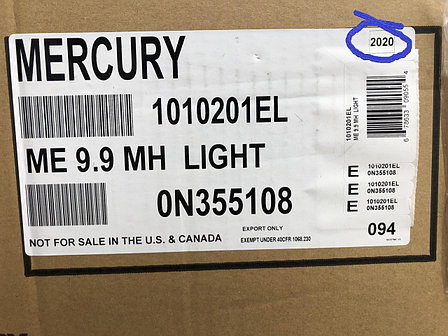 2020
MERCURY
1010201EL
ME 9.9 MH LIGHT
0N355108
NOT FOR SALE IN THE U.S. & CANADA
EXPORT ONLY
EXEMPT UNDER 40CFR 1068.230
1010201EL
ME 9.9 MH LIGHT
E 1010201EL
0N355108
E 1010201EL
0N355108
E 1010201EL
0N355108
094